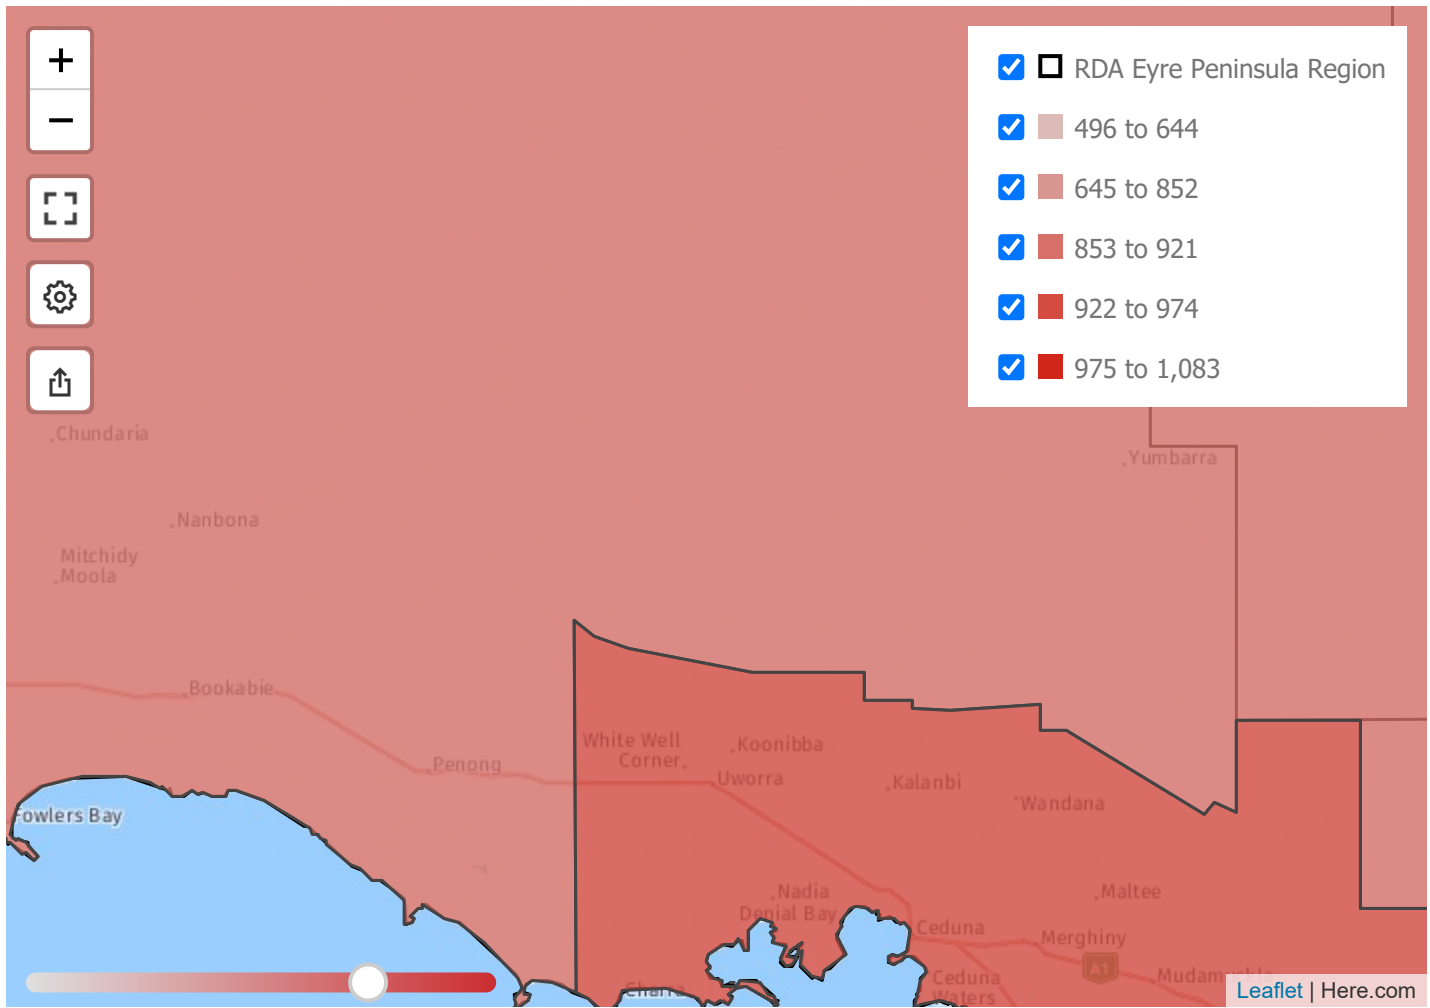 +
−
RDA Eyre Peninsula Region
496 to 644
645 to 852
853 to 921
922 to 974
975 to 1,083
Chundaria
Yumbarra
Nanbona
Mitchidy
Moola
Bookabie
White Well
Corner
Koonibba
Penong
Uworra
Kalanbi
Wandana
Fowlers Bay
Nadia
Maltee
Denial Bay
Ceduna
Merghiny
A1
Ceduna
Waters
Mudamuckla
Charra
Leaflet | Here.com